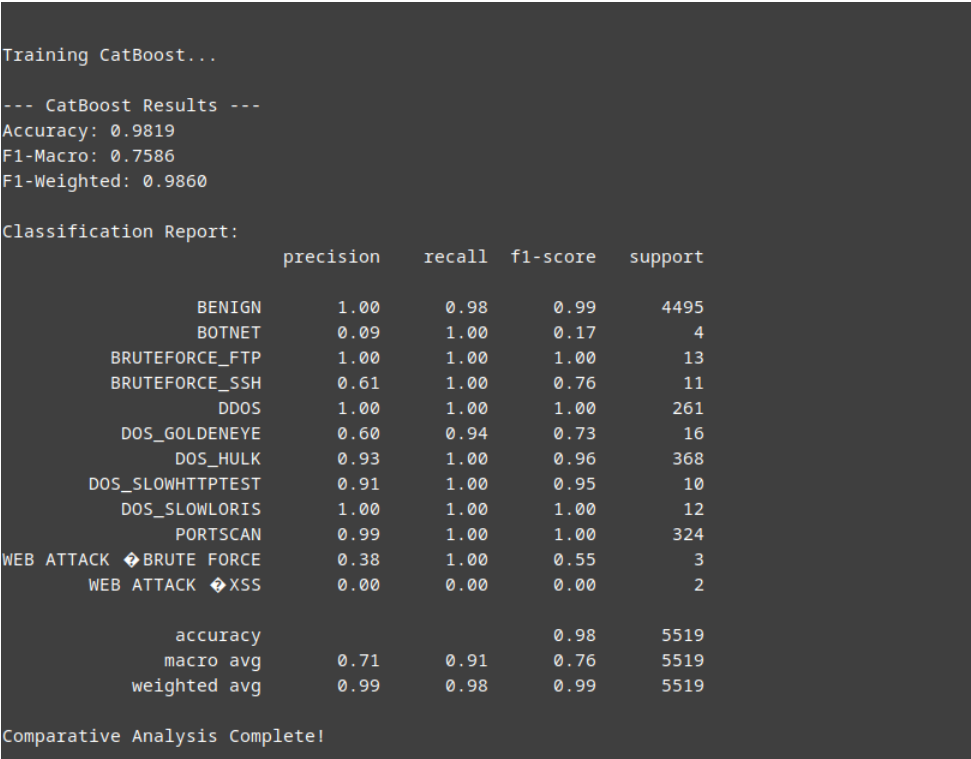 Training CatBoost...
--- CatBoost Results ---
Accuracy: 0.9819
F1-Macro: 0.7586
F1-Weighted: 0.9860
Classification Report:
precision recall f1-score support
BENIGN 1.00 0.98 0.99 4495
BOTNET 0.09 1.00 0.17 4
BRUTEFORCE_FTP 1.00 1.00 1.00 13
BRUTEFORCE_SSH 0.61 1.00 0.76 11
DDOS 1.00 1.00 1.00 261
DOS_GOLDENEYE 0.60 0.94 0.73 16
DOS_HULK 0.93 1.00 0.96 368
DOS_SLOWHTTPTEST 0.91 1.00 0.95 10
DOS_SLOWLORIS 1.00 1.00 1.00 12
PORTSCAN 0.99 1.00 1.00 324
WEB ATTACK �BRUTE FORCE 0.38 1.00 0.55 3
WEB ATTACK �XSS 0.00 0.00 0.00 2
accuracy 0.98 5519
macro avg 0.71 0.91 0.76 5519
weighted avg 0.99 0.98 0.99 5519
Comparative Analysis Complete!